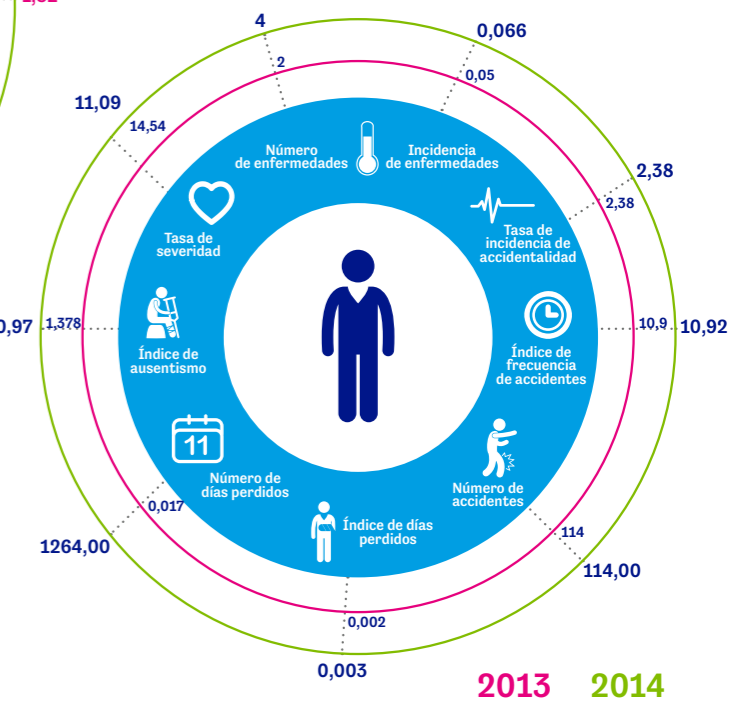 4
0,066
2
0,05
11,09
14,54
Número
de enfermedades
Incidencia
de enfermedades
2,38
2,38
Tasa de
severidad
Tasa de
incidencia de
accidentalidad
1,378
10,9
10,92
Índice de
ausentismo
Índice de
frecuencia
de accidentes
11
Número de
días perdidos
Número de
accidentes
0,017
1264,00
Índice de días
perdidos
114
114,00
0,002
0,003
2013 2014